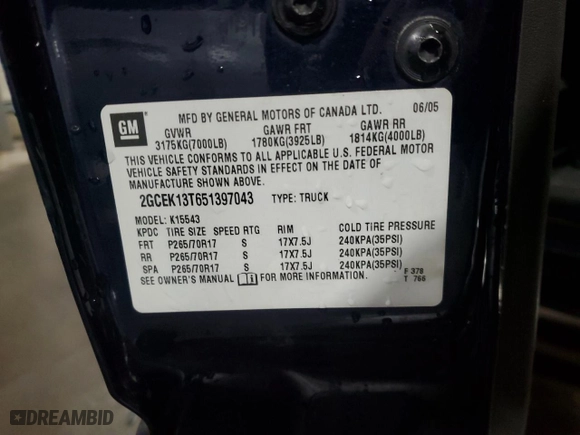 GM
MFD BY GENERAL MOTORS OF CANADA LTD. 06/05
GVWR GAWR FRT GAWR RR
3175KG(7000LB) 1780KG(3925LB) 1814KG(4000LB)
THIS VEHICLE CONFORMS TO ALL APPLICABLE U.S. FEDERAL MOTOR
VEHICLE SAFETY STANDARDS IN EFFECT ON THE DATE OF
MANUFACTURE SHOWN ABOVE.
2GCEK13T651397043 TYPE: TRUCK
MODEL: K15543
KPDC TIRE SIZE SPEED RTG RIM COLD TIRE PRESSURE
FRT P265/70R17 S 17X7.5J 240KPA(35PSI)
RR P265/70R17 S 17X7.5J 240KPA(35PSI)
SPA P265/70R17 S 17X7.5J 240KPA(35PSI)
SEE OWNER'S MANUAL FOR MORE INFORMATION.
F 378
T 766
DREAMBID